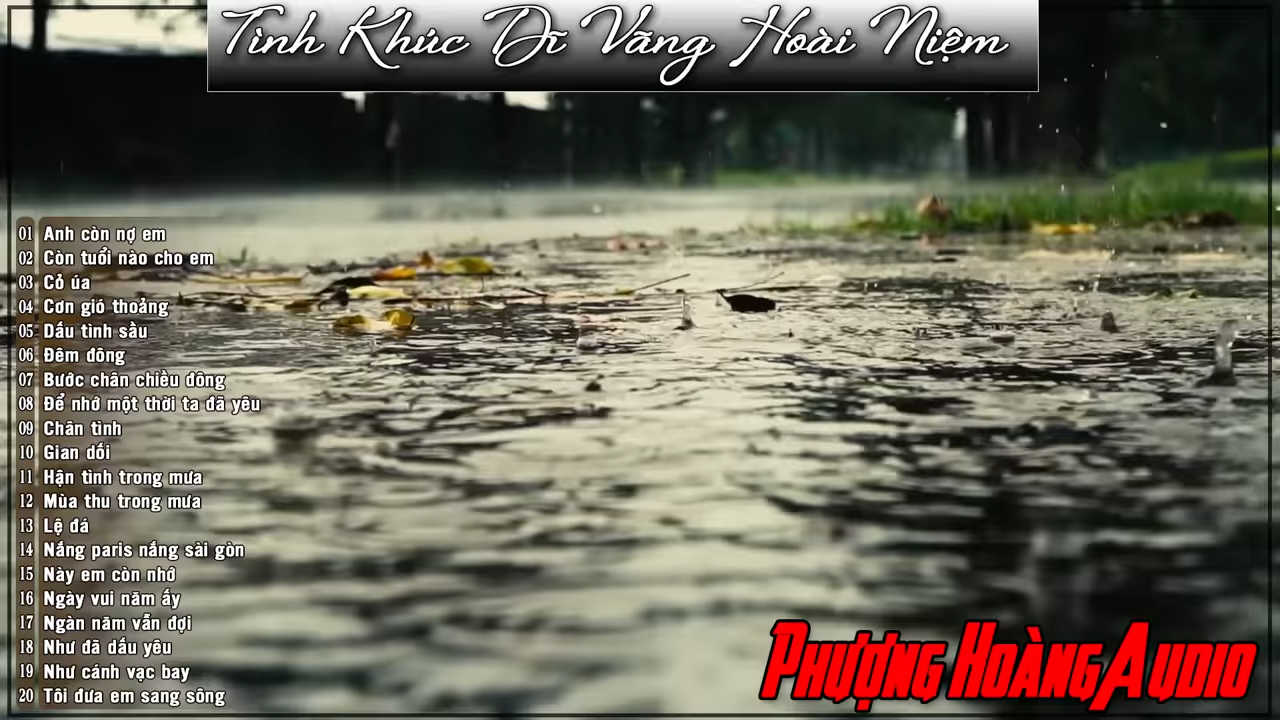 Tình Khúc Dĩ Vãng Hoài Niệm
01 Anh còn nợ em
02 Còn tuổi nào cho em
03 Cỏ úa
04 Cơn gió thoảng
05 Dấu tình sầu
06 Đêm đông
07 Bước chân chiều đông
08 Để nhớ một thời ta đã yêu
09 Chân tình
10 Gian dối
11 Hận tình trong mưa
12 Mùa thu trong mưa
13 Lệ đá
14 Nắng paris nắng sài gòn
15 Này em còn nhớ
16 Ngày vui năm ấy
17 Ngàn năm vẫn đợi
18 Như đã dấu yêu
19 Như cánh vạc bay
20 Tôi đưa em sang sông
Phượng Hoàng Audio